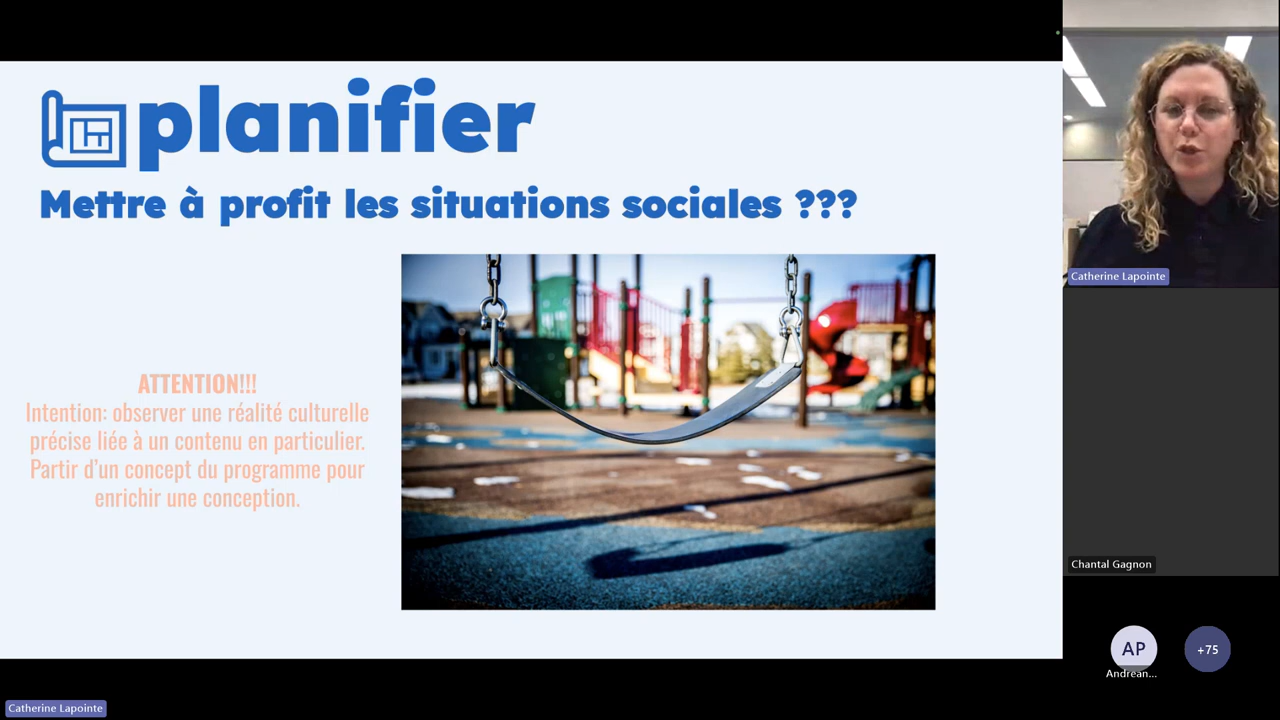 planifier
Mettre à profit les situations sociales ???
ATTENTION!!!
Intention: observer une réalité culturelle
précise liée à un contenu en particulier.
Partir d'un concept du programme pour
enrichir une conception.
Catherine Lapointe
Chantal Gagnon
AP
+75
Andréan...
Catherine Lapointe